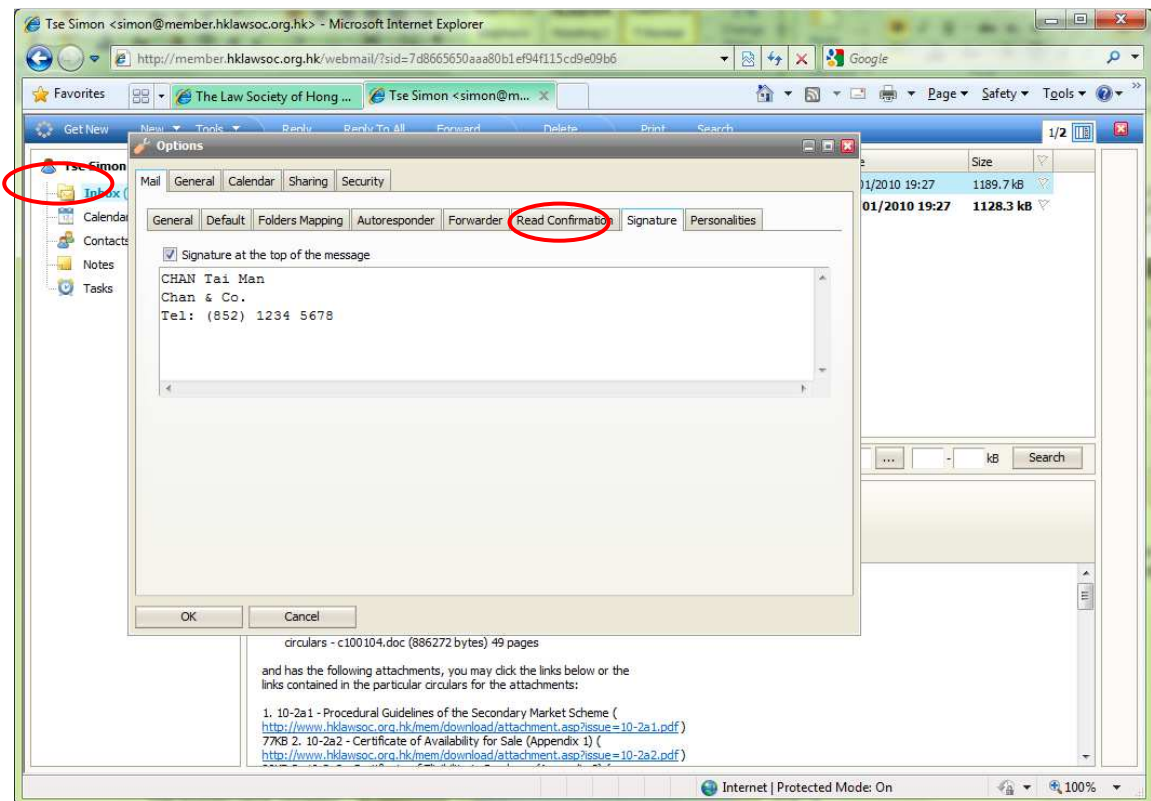 Tse Simon <simon@member.hklawsoc.org.hk> - Microsoft Internet Explorer
http://member.hklawsoc.org.hk/webmail/?sid=7d8665650aaa80b1ef94f115cd9e09b6
Google
Favorites
The Law Society of Hong ...
Tse Simon <simon@m...
Page
Safety
Tools
Get New
New
Tools
Reply
Reply To All
Forward
Delete
Print
Search
1/2
Options
Tse Simon
Inbox (
Calendar
Contacts
Notes
Tasks
Mail
General
Calendar
Sharing
Security
General
Default
Folders Mapping
Autoresponder
Forwarder
Read Confirmation
Signature
Personalities
Signature at the top of the message
CHAN Tai Man
Chan & Co.
Tel: (852) 1234 5678
Size
01/2010 19:27 1189.7 kB
01/2010 19:27 1128.3 kB
...
-
kB
Search
OK
Cancel
circulars - c100104.doc (886272 bytes) 49 pages
and has the following attachments, you may click the links below or the
links contained in the particular circulars for the attachments:
1. 10-2a1 - Procedural Guidelines of the Secondary Market Scheme (
http://www.hklawsoc.org.hk/mem/download/attachment.asp?issue=10-2a1.pdf )
77KB 2. 10-2a2 - Certificate of Availability for Sale (Appendix 1) (
http://www.hklawsoc.org.hk/mem/download/attachment.asp?issue=10-2a2.pdf )
Internet | Protected Mode: On
100%